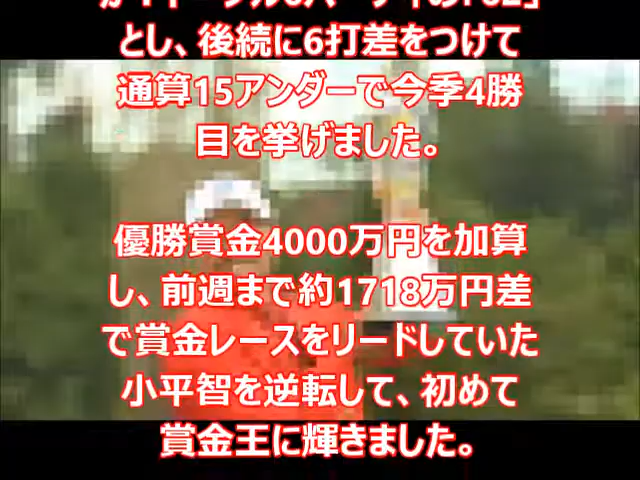 とし、後続に6打差をつけて
通算15アンダーで今季4勝
目を挙げました。
優勝賞金4000万円を加算
し、前週まで約1718万円差
で賞金レースをリードしていた
小平智を逆転して、初めて
賞金王に輝きました。